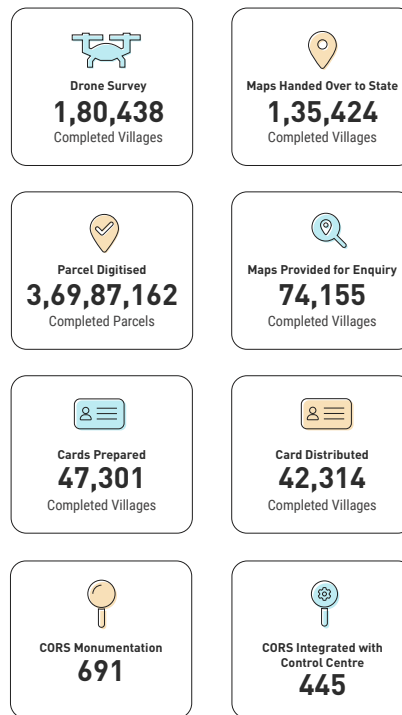 Drone Survey
1,80,438
Completed Villages
Maps Handed Over to State
1,35,424
Completed Villages
Parcel Digitised
3,69,87,162
Completed Parcels
Maps Provided for Enquiry
74,155
Completed Villages
Cards Prepared
47,301
Completed Villages
Card Distributed
42,314
Completed Villages
CORS Monumentation
691
CORS Integrated with
Control Centre
445